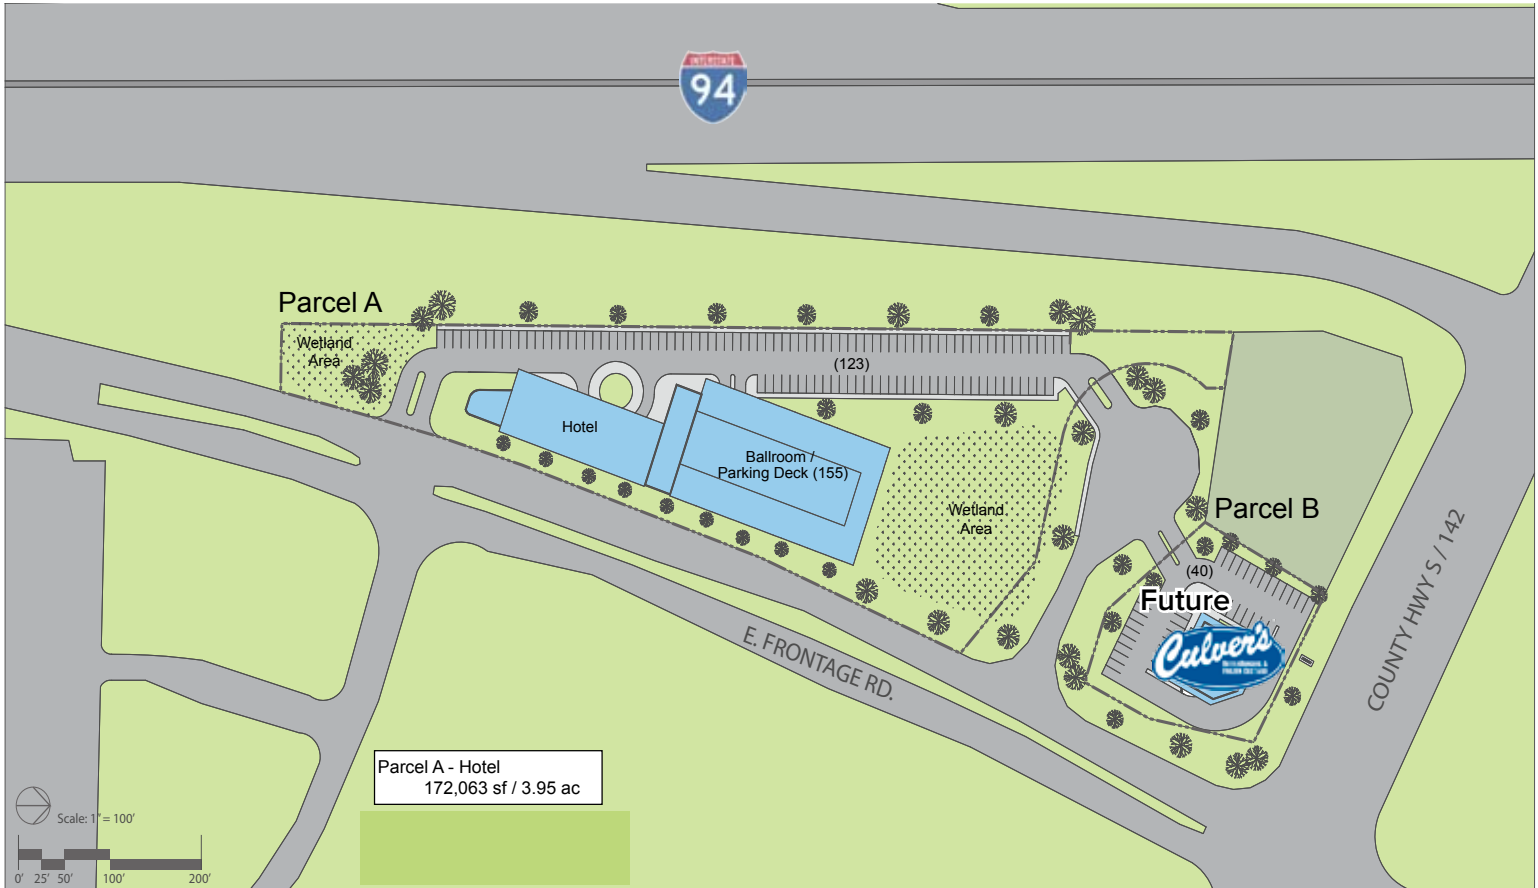 INTERSTATE
94
Parcel A
Wetland
Area
(123)
Hotel
Ballroom /
Parking Deck (155)
Wetland
Area
Parcel B
(40)
Future
Culver's
E. FRONTAGE RD.
COUNTY HWY S / 142
Parcel A - Hotel
172,063 sf / 3.95 ac
Scale: 1" = 100'
0' 25' 50' 100' 200'